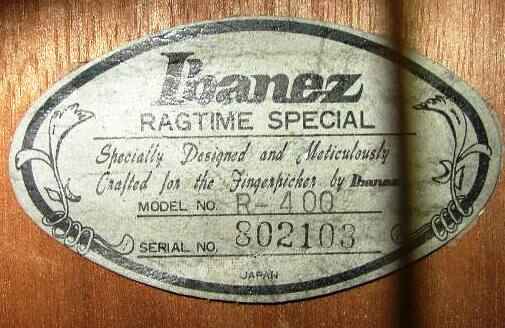 Ibanez
RAGTIME SPECIAL
Specially Designed and Meticulously
Crafted for the Fingerpicker by Ibanez
MODEL NO. R-400
SERIAL NO. 802103
JAPAN